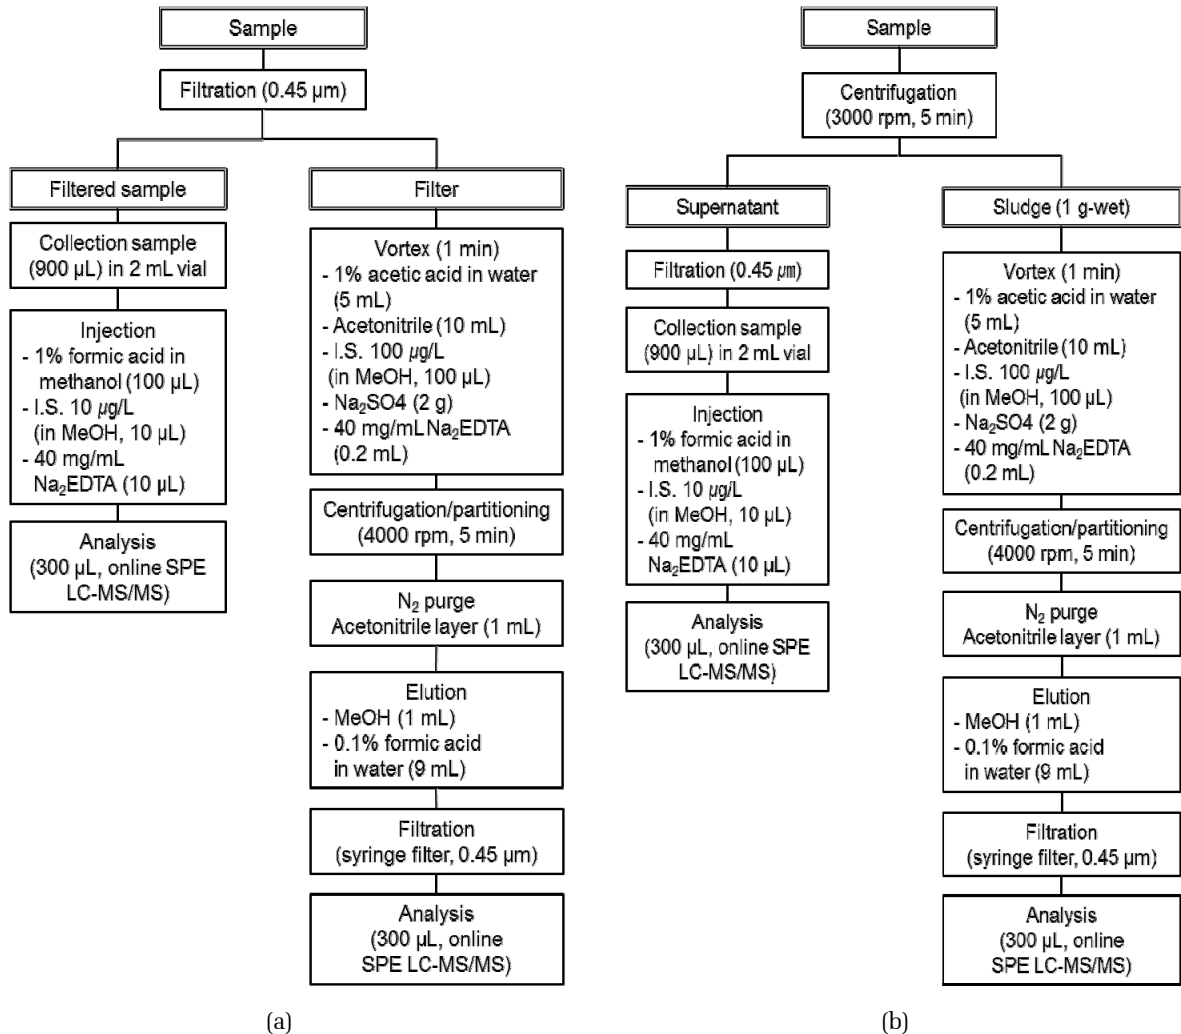 Sample
Filtration (0.45 µm)
Filtered sample
Collection sample
(900 µL) in 2 mL vial
Injection
- 1% formic acid in
methanol (100 µL)
- I.S. 10 µg/L
(in MeOH, 10 µL)
- 40 mg/mL
Na₂EDTA (10 µL)
Analysis
(300 µL, online SPE
LC-MS/MS)
Filter
Vortex (1 min)
- 1% acetic acid in water
(5 mL)
- Acetonitrile (10 mL)
- I.S. 100 µg/L
(in MeOH, 100 µL)
- Na₂SO4 (2 g)
- 40 mg/mL Na₂EDTA
(0.2 mL)
Centrifugation/partitioning
(4000 rpm, 5 min)
N₂ purge
Acetonitrile layer (1 mL)
Elution
- MeOH (1 mL)
- 0.1% formic acid
in water (9 mL)
Filtration
(syringe filter, 0.45 µm)
Analysis
(300 µL, online
SPE LC-MS/MS)
(a)
Sample
Centrifugation
(3000 rpm, 5 min)
Supernatant
Filtration (0.45 µm)
Collection sample
(900 µL) in 2 mL vial
Injection
- 1% formic acid in
methanol (100 µL)
- I.S. 10 µg/L
(in MeOH, 10 µL)
- 40 mg/mL
Na₂EDTA (10 µL)
Analysis
(300 µL, online SPE
LC-MS/MS)
Sludge (1 g-wet)
Vortex (1 min)
- 1% acetic acid in water
(5 mL)
- Acetonitrile (10 mL)
- I.S. 100 µg/L
(in MeOH, 100 µL)
- Na₂SO4 (2 g)
- 40 mg/mL Na₂EDTA
(0.2 mL)
Centrifugation/partitioning
(4000 rpm, 5 min)
N₂ purge
Acetonitrile layer (1 mL)
Elution
- MeOH (1 mL)
- 0.1% formic acid
in water (9 mL)
Filtration
(syringe filter, 0.45 µm)
Analysis
(300 µL, online
SPE LC-MS/MS)
(b)